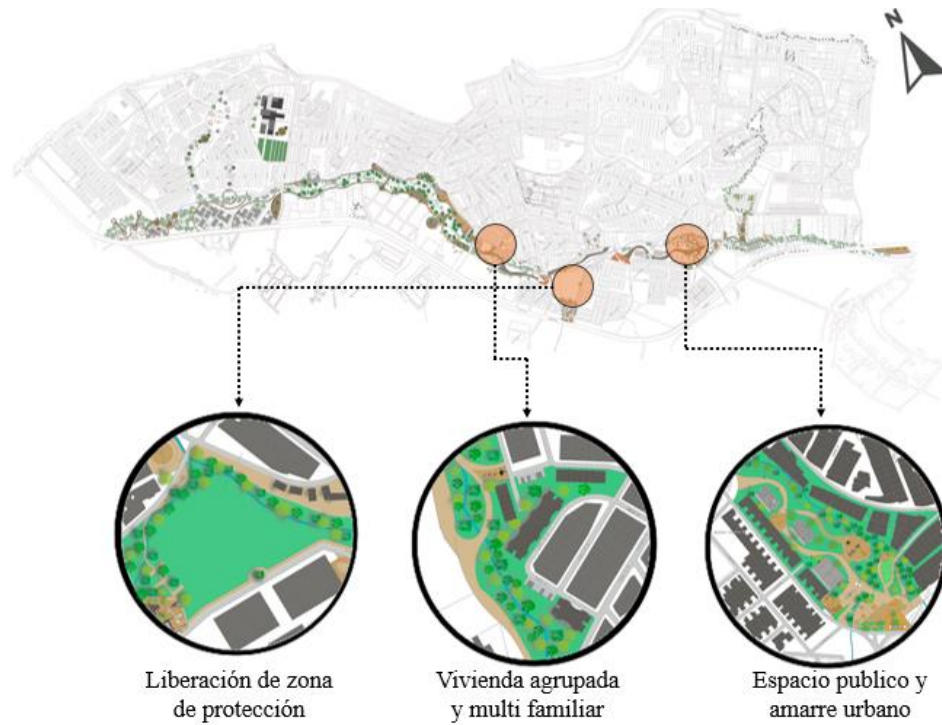 N
Liberación de zona
de protección
Vivienda agrupada
y multi familiar
Espacio publico y
amarre urbano